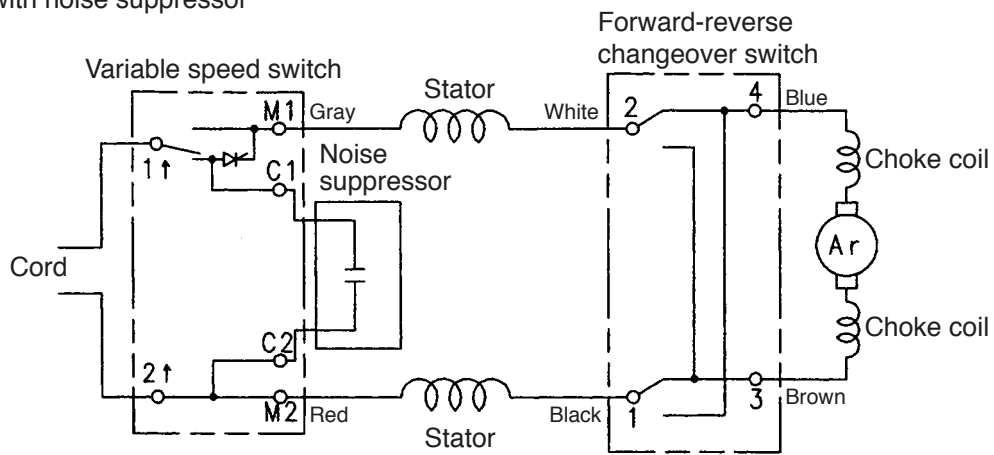 with noise suppressor
Forward-reverse
changeover switch
Variable speed switch
Stator
M1
Gray
White
2
4
Blue
1↑
Noise
suppressor
C1
Choke coil
Ar
Cord
C2
Choke coil
2↑
M2
Red
Black
1
3
Brown
Stator